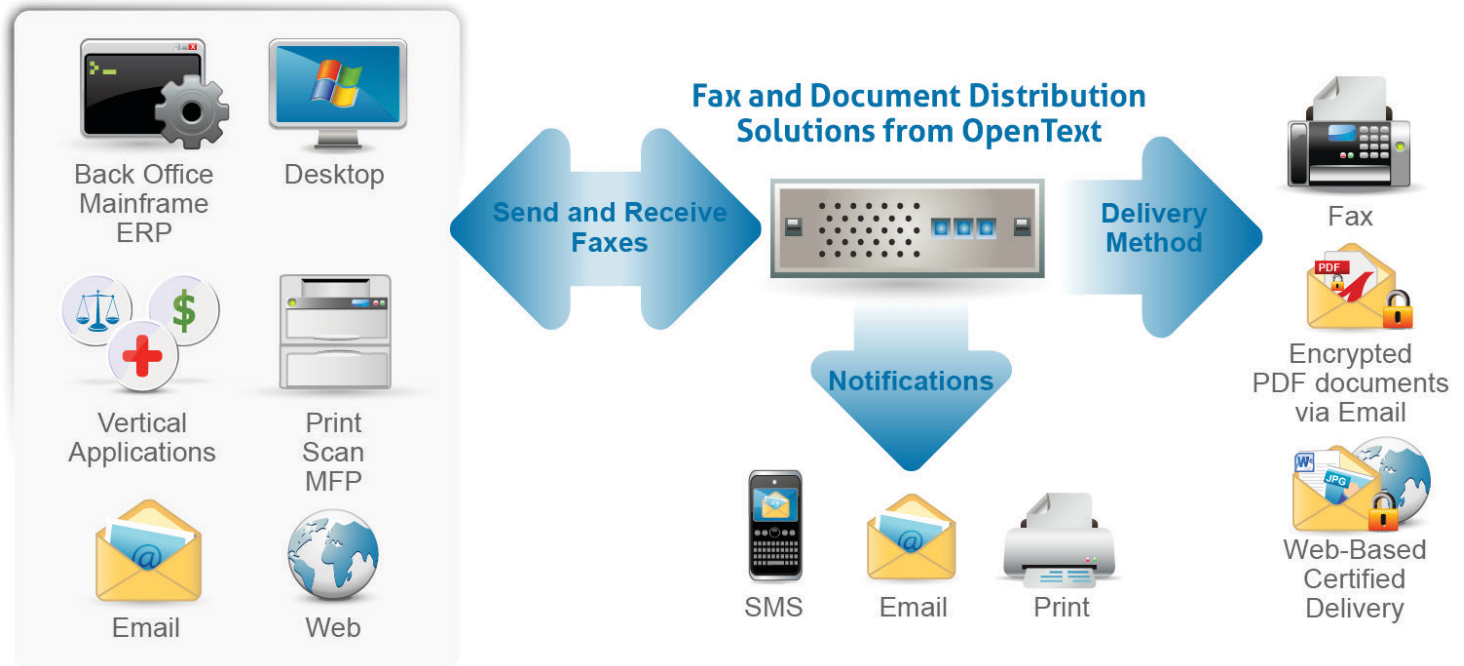 Back Office
Mainframe
ERP
Desktop
Vertical
Applications
Print
Scan
MFP
Email
Web
Send and Receive
Faxes
Fax and Document Distribution
Solutions from OpenText
Delivery
Method
Notifications
SMS
Email
Print
Fax
PDF
Encrypted
PDF documents
via Email
W
JPG
Web-Based
Certified
Delivery